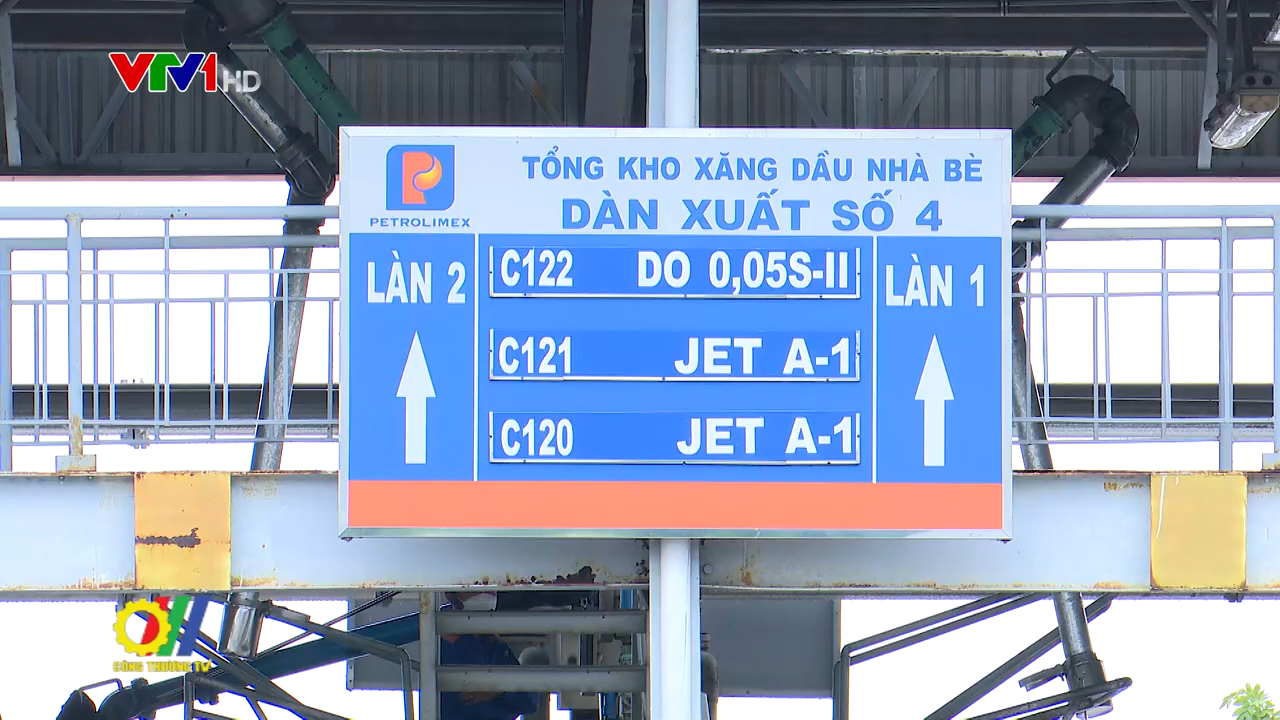 VTV1 HD
PETROLIMEX
TỔNG KHO XĂNG DẦU NHÀ BÈ
DÀN XUẤT SỐ 4
LÀN 2
C122 DO 0,05S-II
C121 JET A-1
C120 JET A-1
LÀN 1
CÔNG THƯƠNG TV